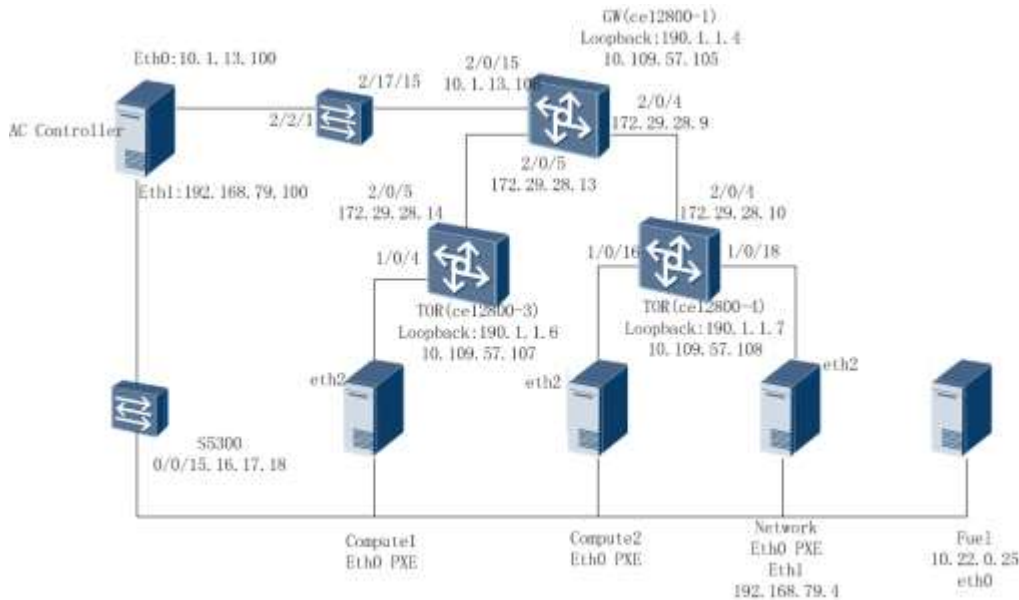 GW(ce12800-1)
Loopback:190.1.1.4
10.109.57.105
Eth0:10.1.13.100
2/0/15
2/17/15
10.1.13.10
2/0/4
172.29.28.9
2/2/1
AC Controller
2/0/5
172.29.28.13
2/0/5
172.29.28.14
Eth1:192.168.79.100
2/0/4
172.29.28.10
1/0/4
1/0/16
1/0/18
TOR(ce12800-3)
Loopback:190.1.1.6
10.109.57.107
TOR(ce12800-4)
Loopback:190.1.1.7
10.109.57.108
eth2
eth2
eth2
S5300
0/0/15.16.17.18
Compute1
Eth0 PXE
Compute2
Eth0 PXE
Network
Eth0 PXE
Eth1
192.168.79.4
Fuel
10.22.0.25
eth0